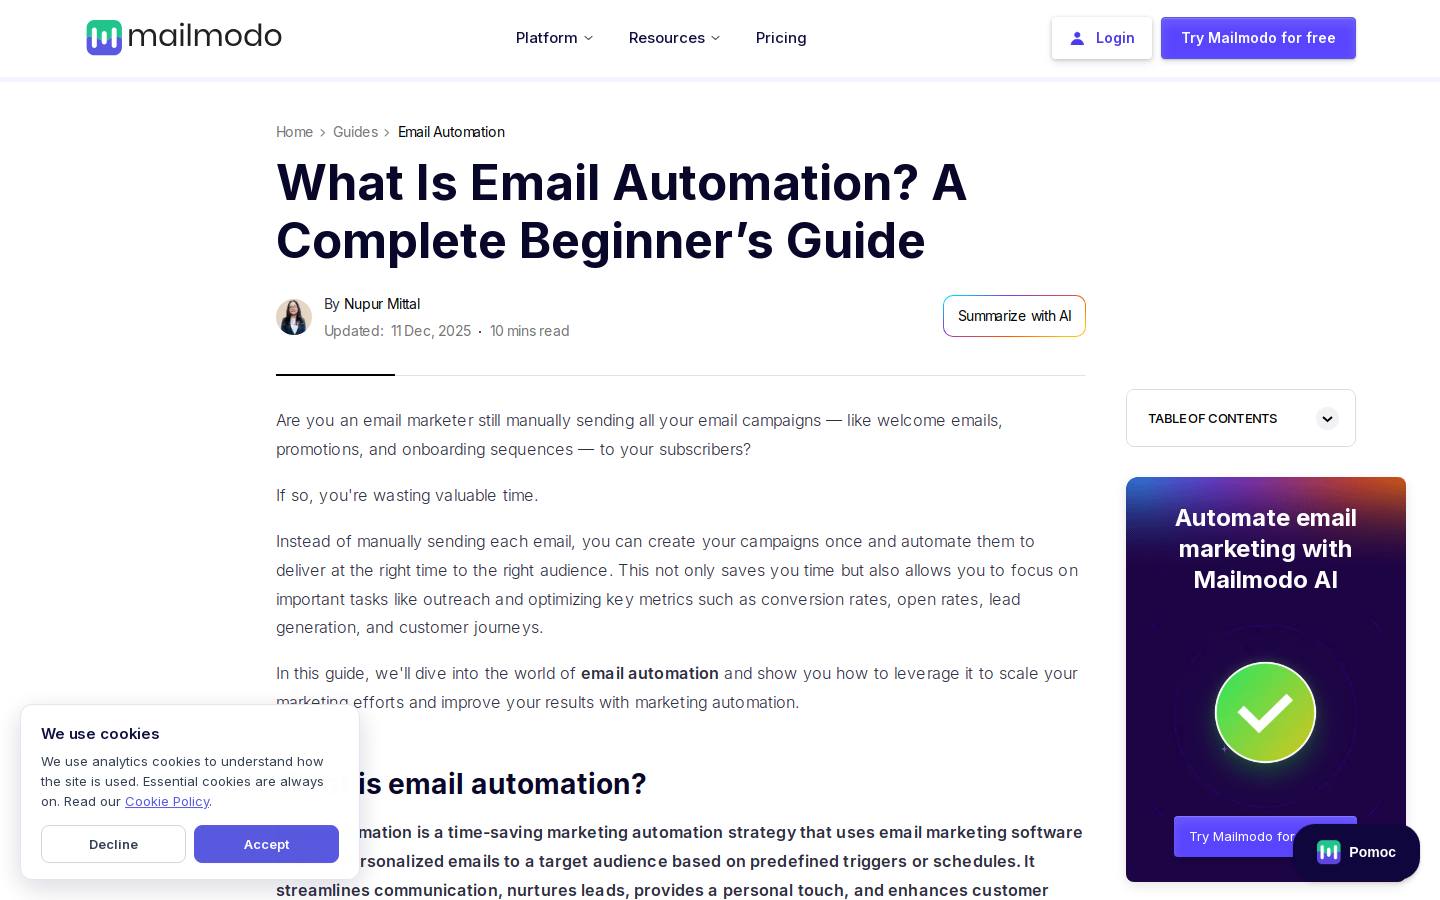 mailmodo
Platform
Resources
Pricing
Login
Try Mailmodo for free
Home > Guides > Email Automation
What Is Email Automation? A
Complete Beginner’s Guide
By Nupur Mittal
Updated: 11 Dec, 2025 • 10 mins read
Summarize with AI
Are you an email marketer still manually sending all your email campaigns — like welcome emails,
promotions, and onboarding sequences — to your subscribers?
If so, you're wasting valuable time.
Instead of manually sending each email, you can create your campaigns once and automate them to
deliver at the right time to the right audience. This not only saves you time but also allows you to focus on
important tasks like outreach and optimizing key metrics such as conversion rates, open rates, lead
generation, and customer journeys.
In this guide, we'll dive into the world of email automation and show you how to leverage it to scale your
marketing efforts and improve your results with marketing automation.
is email automation?
is a time-saving marketing automation strategy that uses email marketing software
emails to a target audience based on predefined triggers or schedules. It
streamlines communication, nurtures leads, provides a personal touch, and enhances customer
TABLE OF CONTENTS
Automate email
marketing with
Mailmodo AI
Try Mailmodo for
Pomoc
We use cookies
We use analytics cookies to understand how
the site is used. Essential cookies are always
on. Read our Cookie Policy.
Decline
Accept